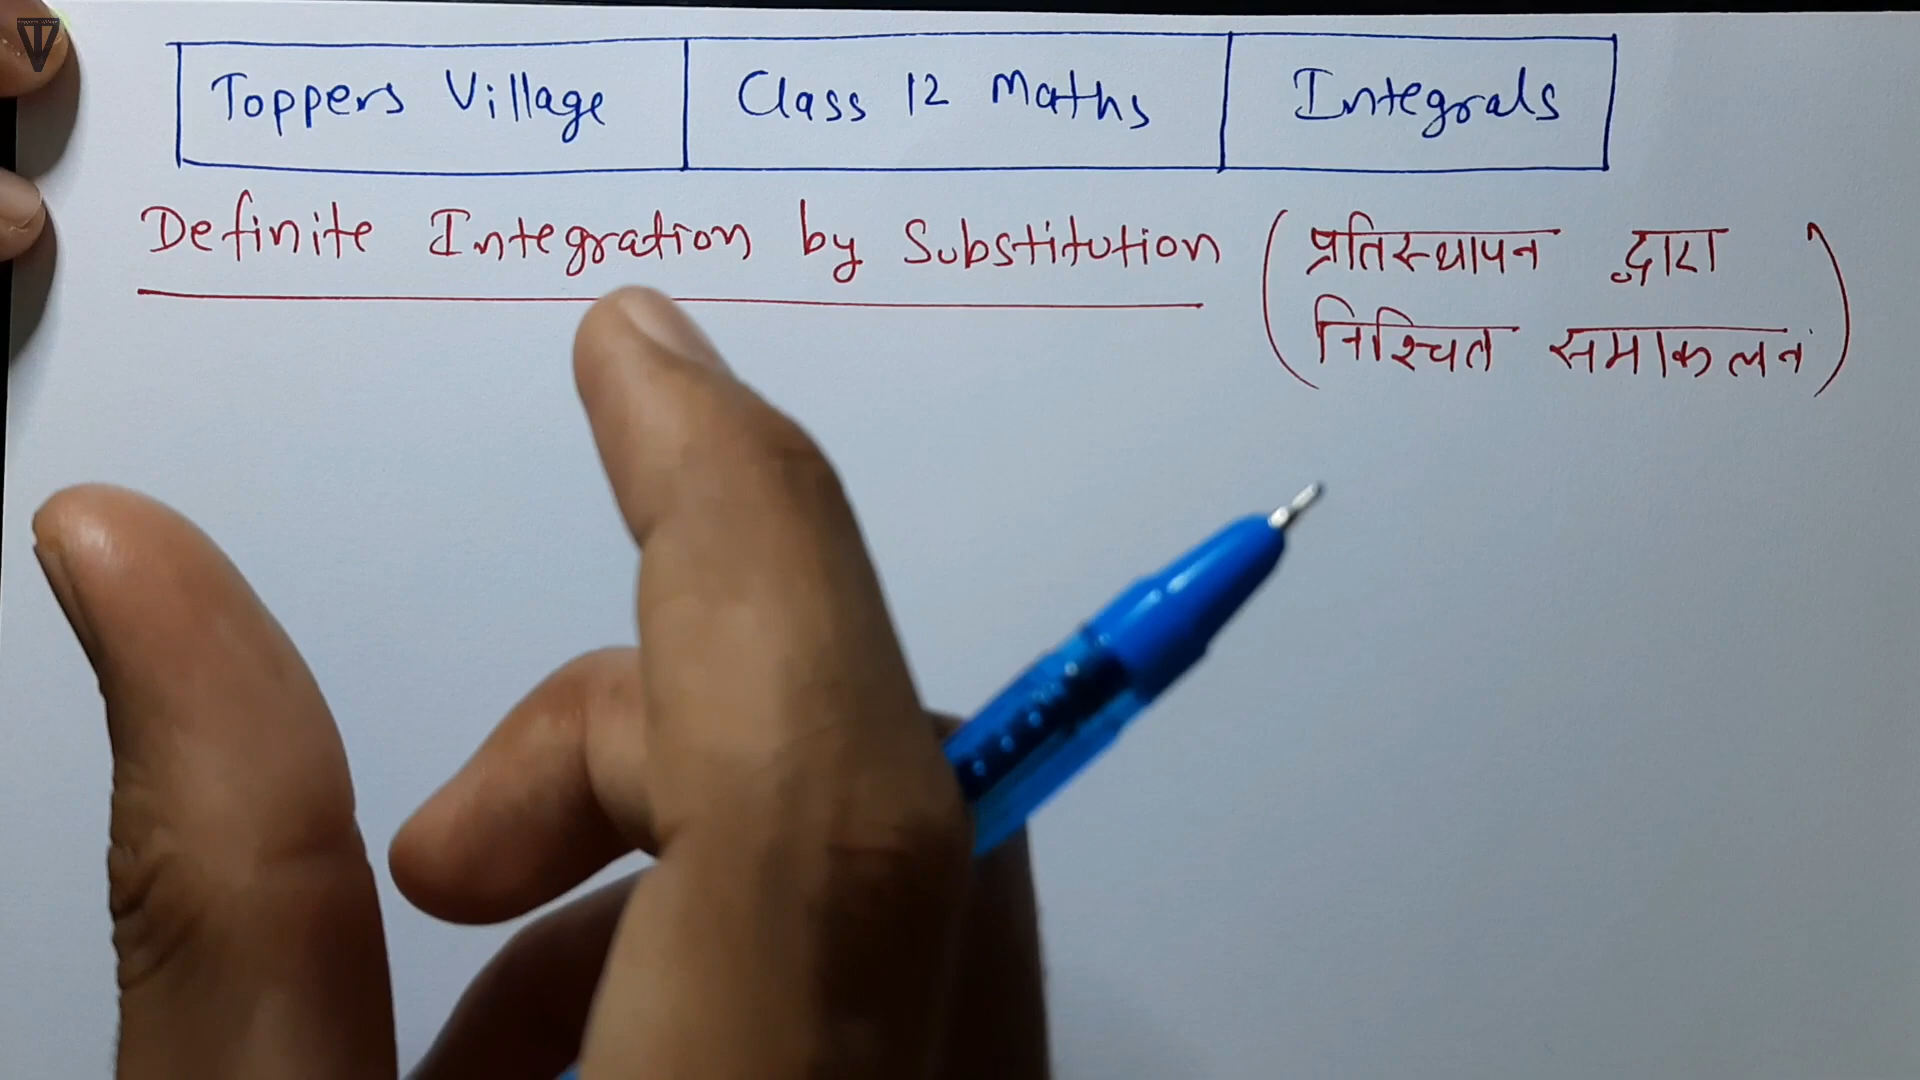 Toppers Village Class 12 Maths Integrals
Definite Integration by Substitution (प्रतिस्थापन द्वारा
निश्चित समाकलन)